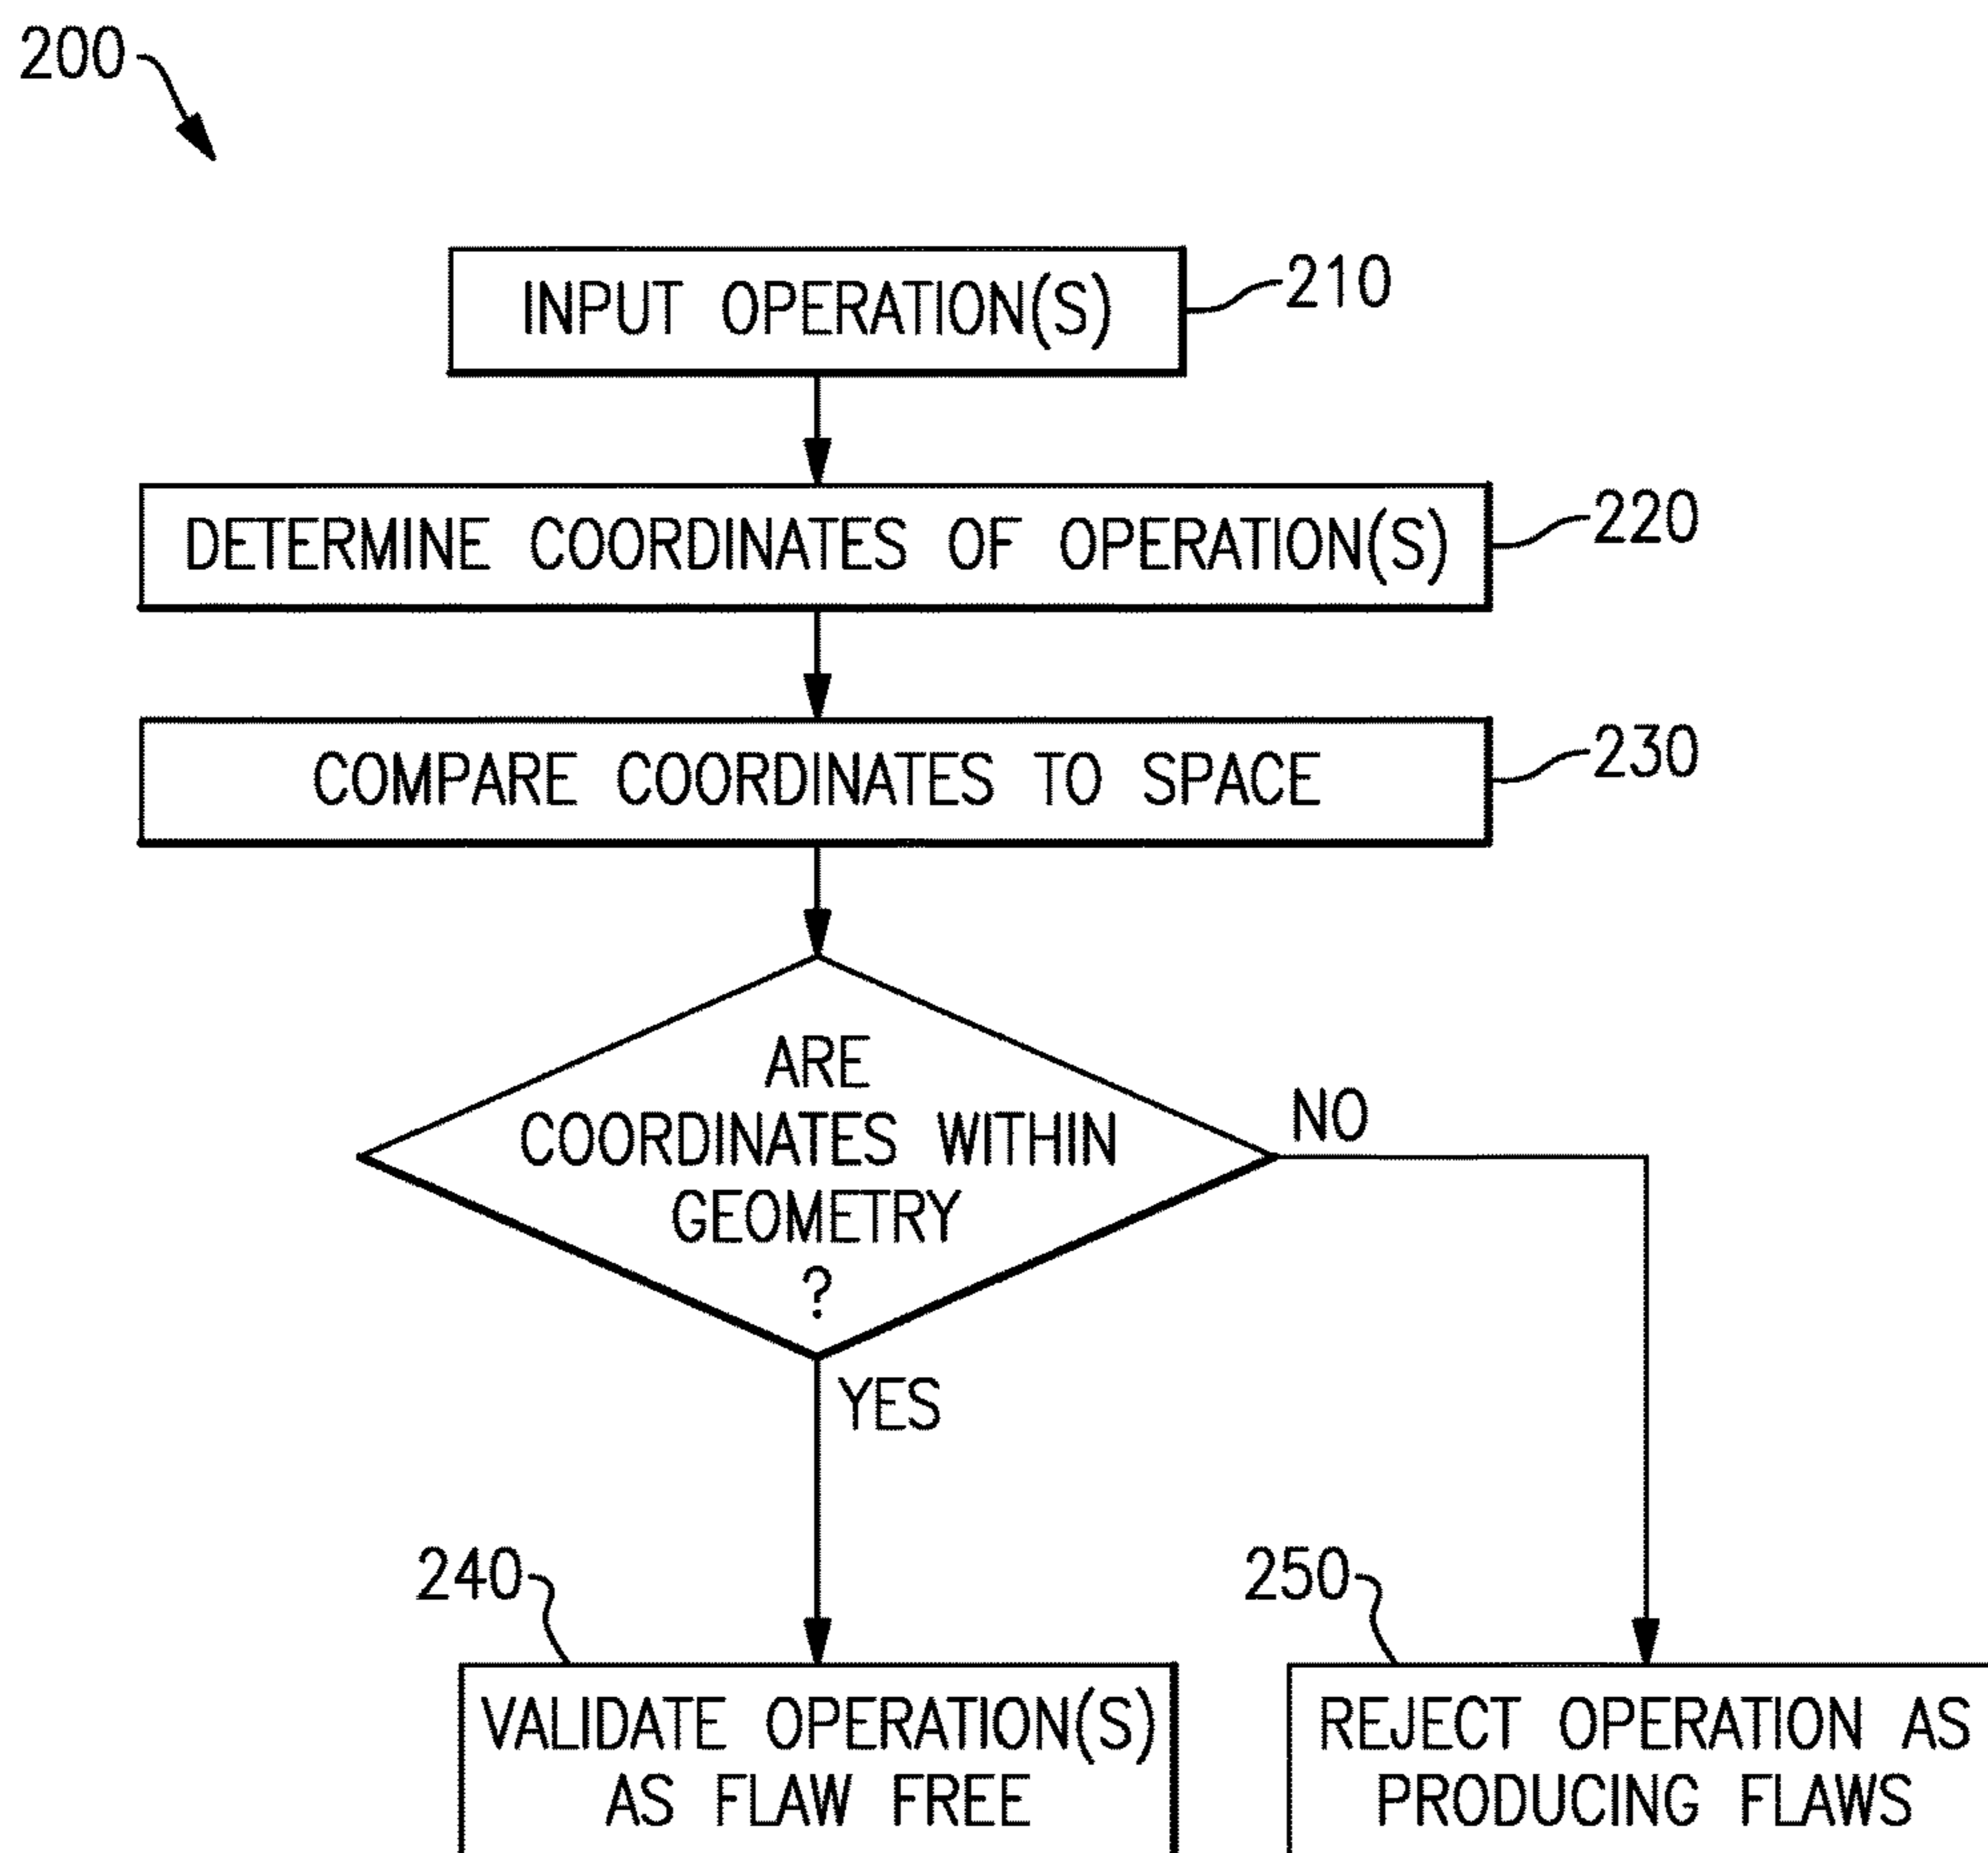 200
INPUT OPERATION(S)
210
DETERMINE COORDINATES OF OPERATION(S)
220
COMPARE COORDINATES TO SPACE
230
ARE
COORDINATES WITHIN
GEOMETRY
?
NO
YES
240
VALIDATE OPERATION(S)
AS FLAW FREE
250
REJECT OPERATION AS
PRODUCING FLAWS